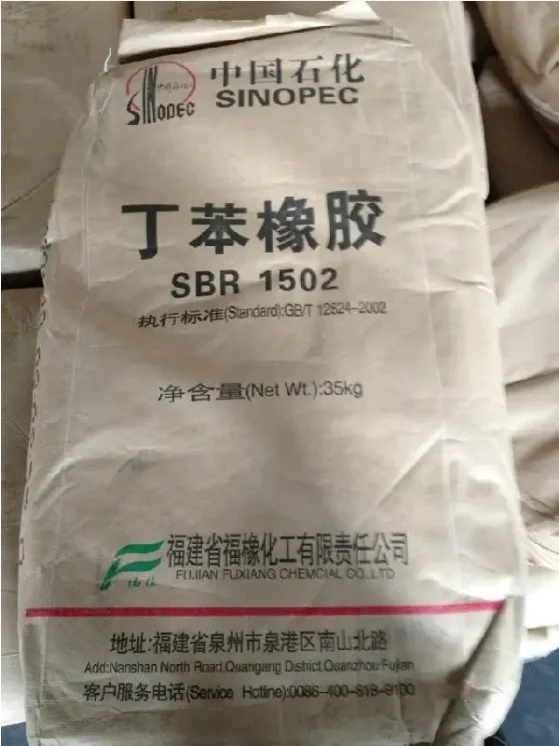 中国石化
SINOPEC
SINOPEC
丁苯橡胶
SBR 1502
执行标准(Standard):GB/T 12824-2002
净含量(Net Wt.):35kg
福建省福橡化工有限责任公司
FUJIAN FUXIANG CHEMCIAL CO.,LTD
地址:福建省泉州市泉港区南山北路
Add:Nanshan North Road,Quangang District,Quanzhou Fujian
客户服务电话(Service Hotline):0086-400-818-9100